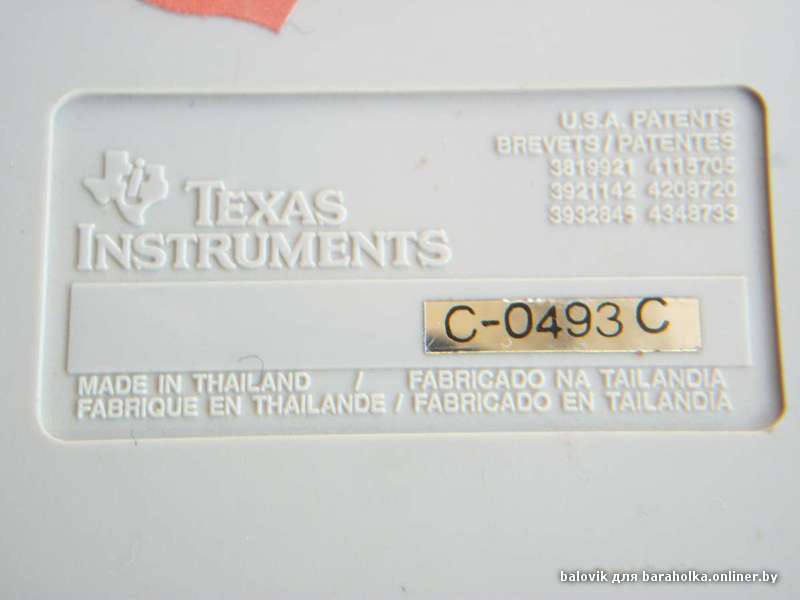 U.S.A. PATENTS
BREVETS / PATENTES
3819921 4115705
3921142 4208720
3932846 4348733
TEXAS
INSTRUMENTS
C-0493 C
MADE IN THAILAND / FABRICADO NA TAILANDIA
FABRIQUE EN THAILANDE / FABRICADO EN TAILANDIA
balovik для baraholka.onliner.by